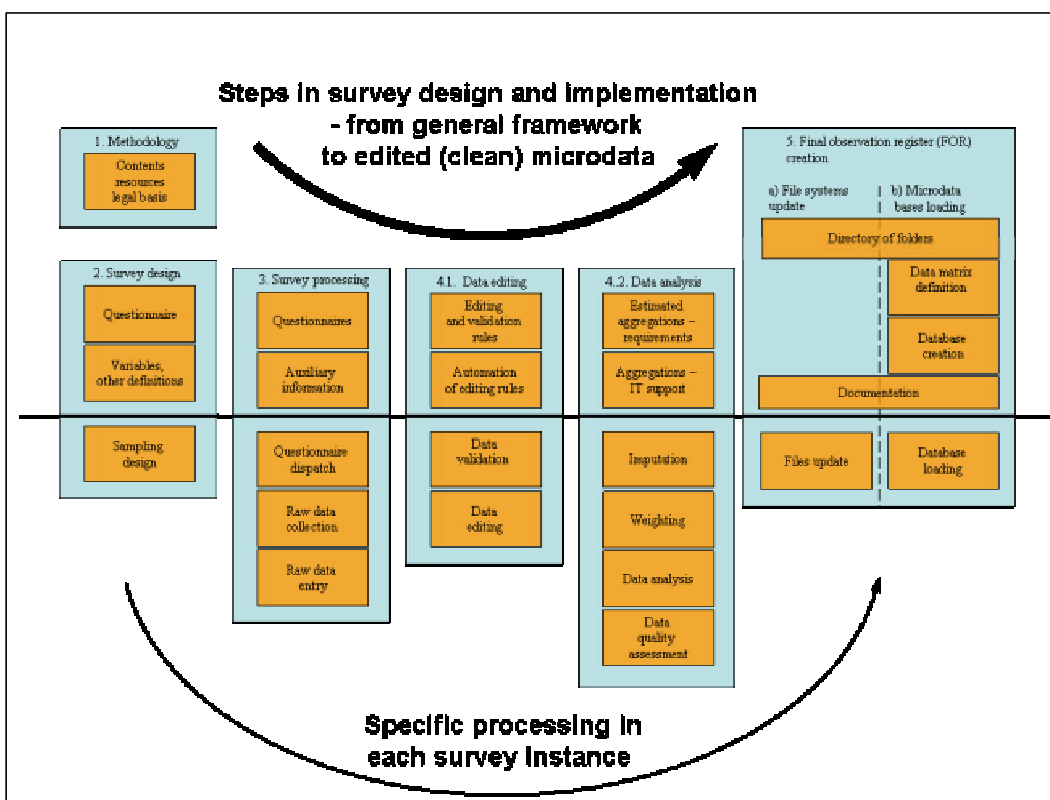 Steps in survey design and implementation
- from general framework
to edited (clean) microdata
1. Methodology
Contents
resources
legal basis
2. Survey design
Questionnaire
Variables,
other definitions
Sampling
design
3. Survey processing
Questionnaires
Auxiliary
information
Questionnaire
dispatch
Raw data
collection
Raw data
entry
4.1. Data editing
Editing
and validation
rules
Automation
of editing rules
Data
validation
Data
editing
4..2. Data analysis
Estimated
aggregations –
requirements
Aggregations –
IT support
Imputation
Weighting
Data analysis
Data
quality
assessment
5. Final observation register (FOR)
creation
a) File systems
update
b) Microdata
bases loading
Directory of folders
Data matrix
definition
Database
creation
Documentation
Files update
Database
loading
Specific processing in
each survey instance